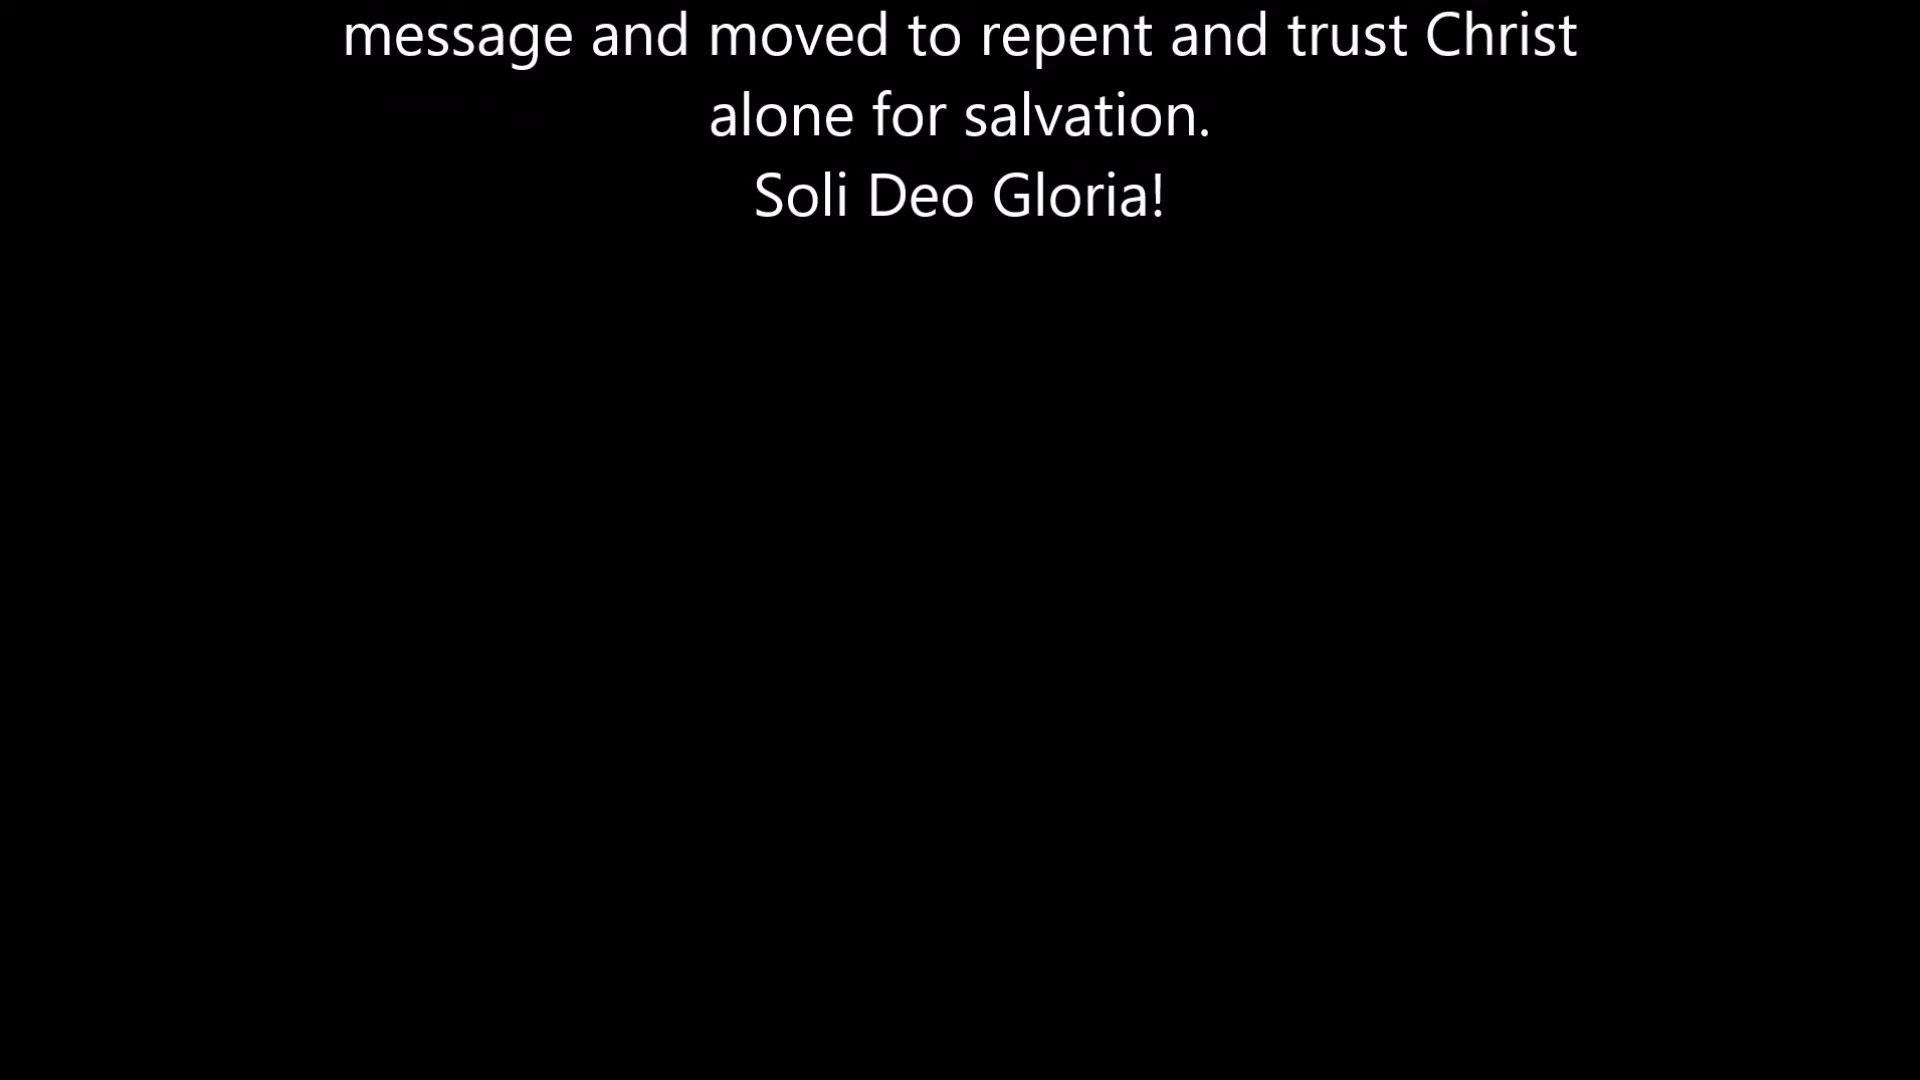 message and moved to repent and trust Christ
alone for salvation.
Soli Deo Gloria!